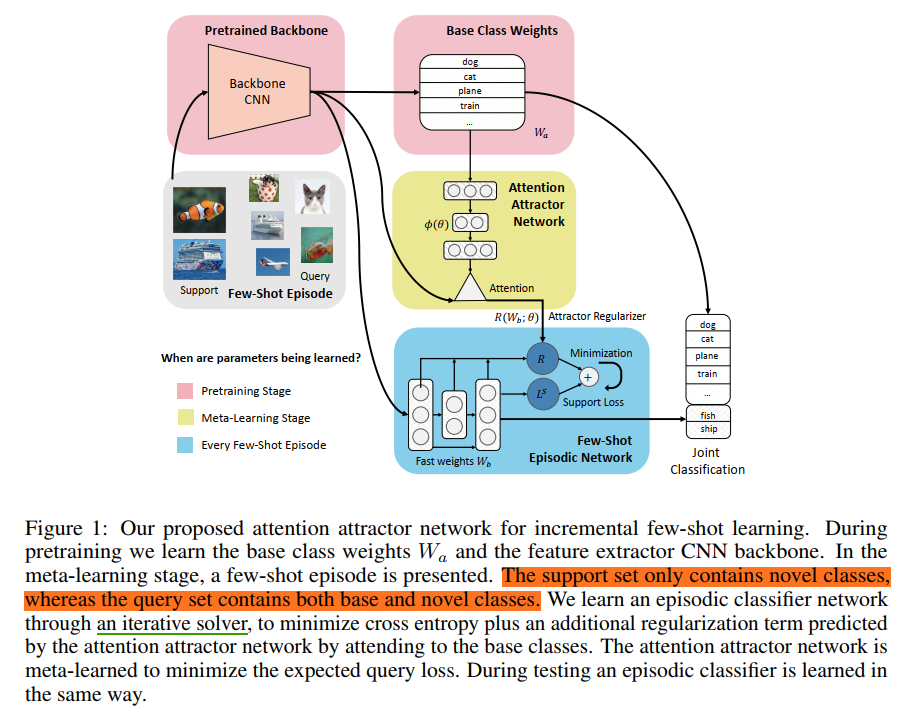 Pretrained Backbone
Backbone
CNN
Base Class Weights
dog
cat
plane
train
...
W_a
Support
Query
Few-Shot Episode
Attention
Attractor
Network
ϕ(θ)
Attention
R(W_b; θ)
Attractor Regularizer
When are parameters being learned?
Pretraining Stage
Meta-Learning Stage
Every Few-Shot Episode
R
Minimization
+
L^S
Support Loss
Fast weights W_b
Few-Shot
Episodic Network
dog
cat
plane
train
...
fish
ship
Joint
Classification
Figure 1: Our proposed attention attractor network for incremental few-shot learning. During
pretraining we learn the base class weights W_a and the feature extractor CNN backbone. In the
meta-learning stage, a few-shot episode is presented. The support set only contains novel classes,
whereas the query set contains both base and novel classes. We learn an episodic classifier network
through an iterative solver, to minimize cross entropy plus an additional regularization term predicted
by the attention attractor network by attending to the base classes. The attention attractor network is
meta-learned to minimize the expected query loss. During testing an episodic classifier is learned in
the same way.